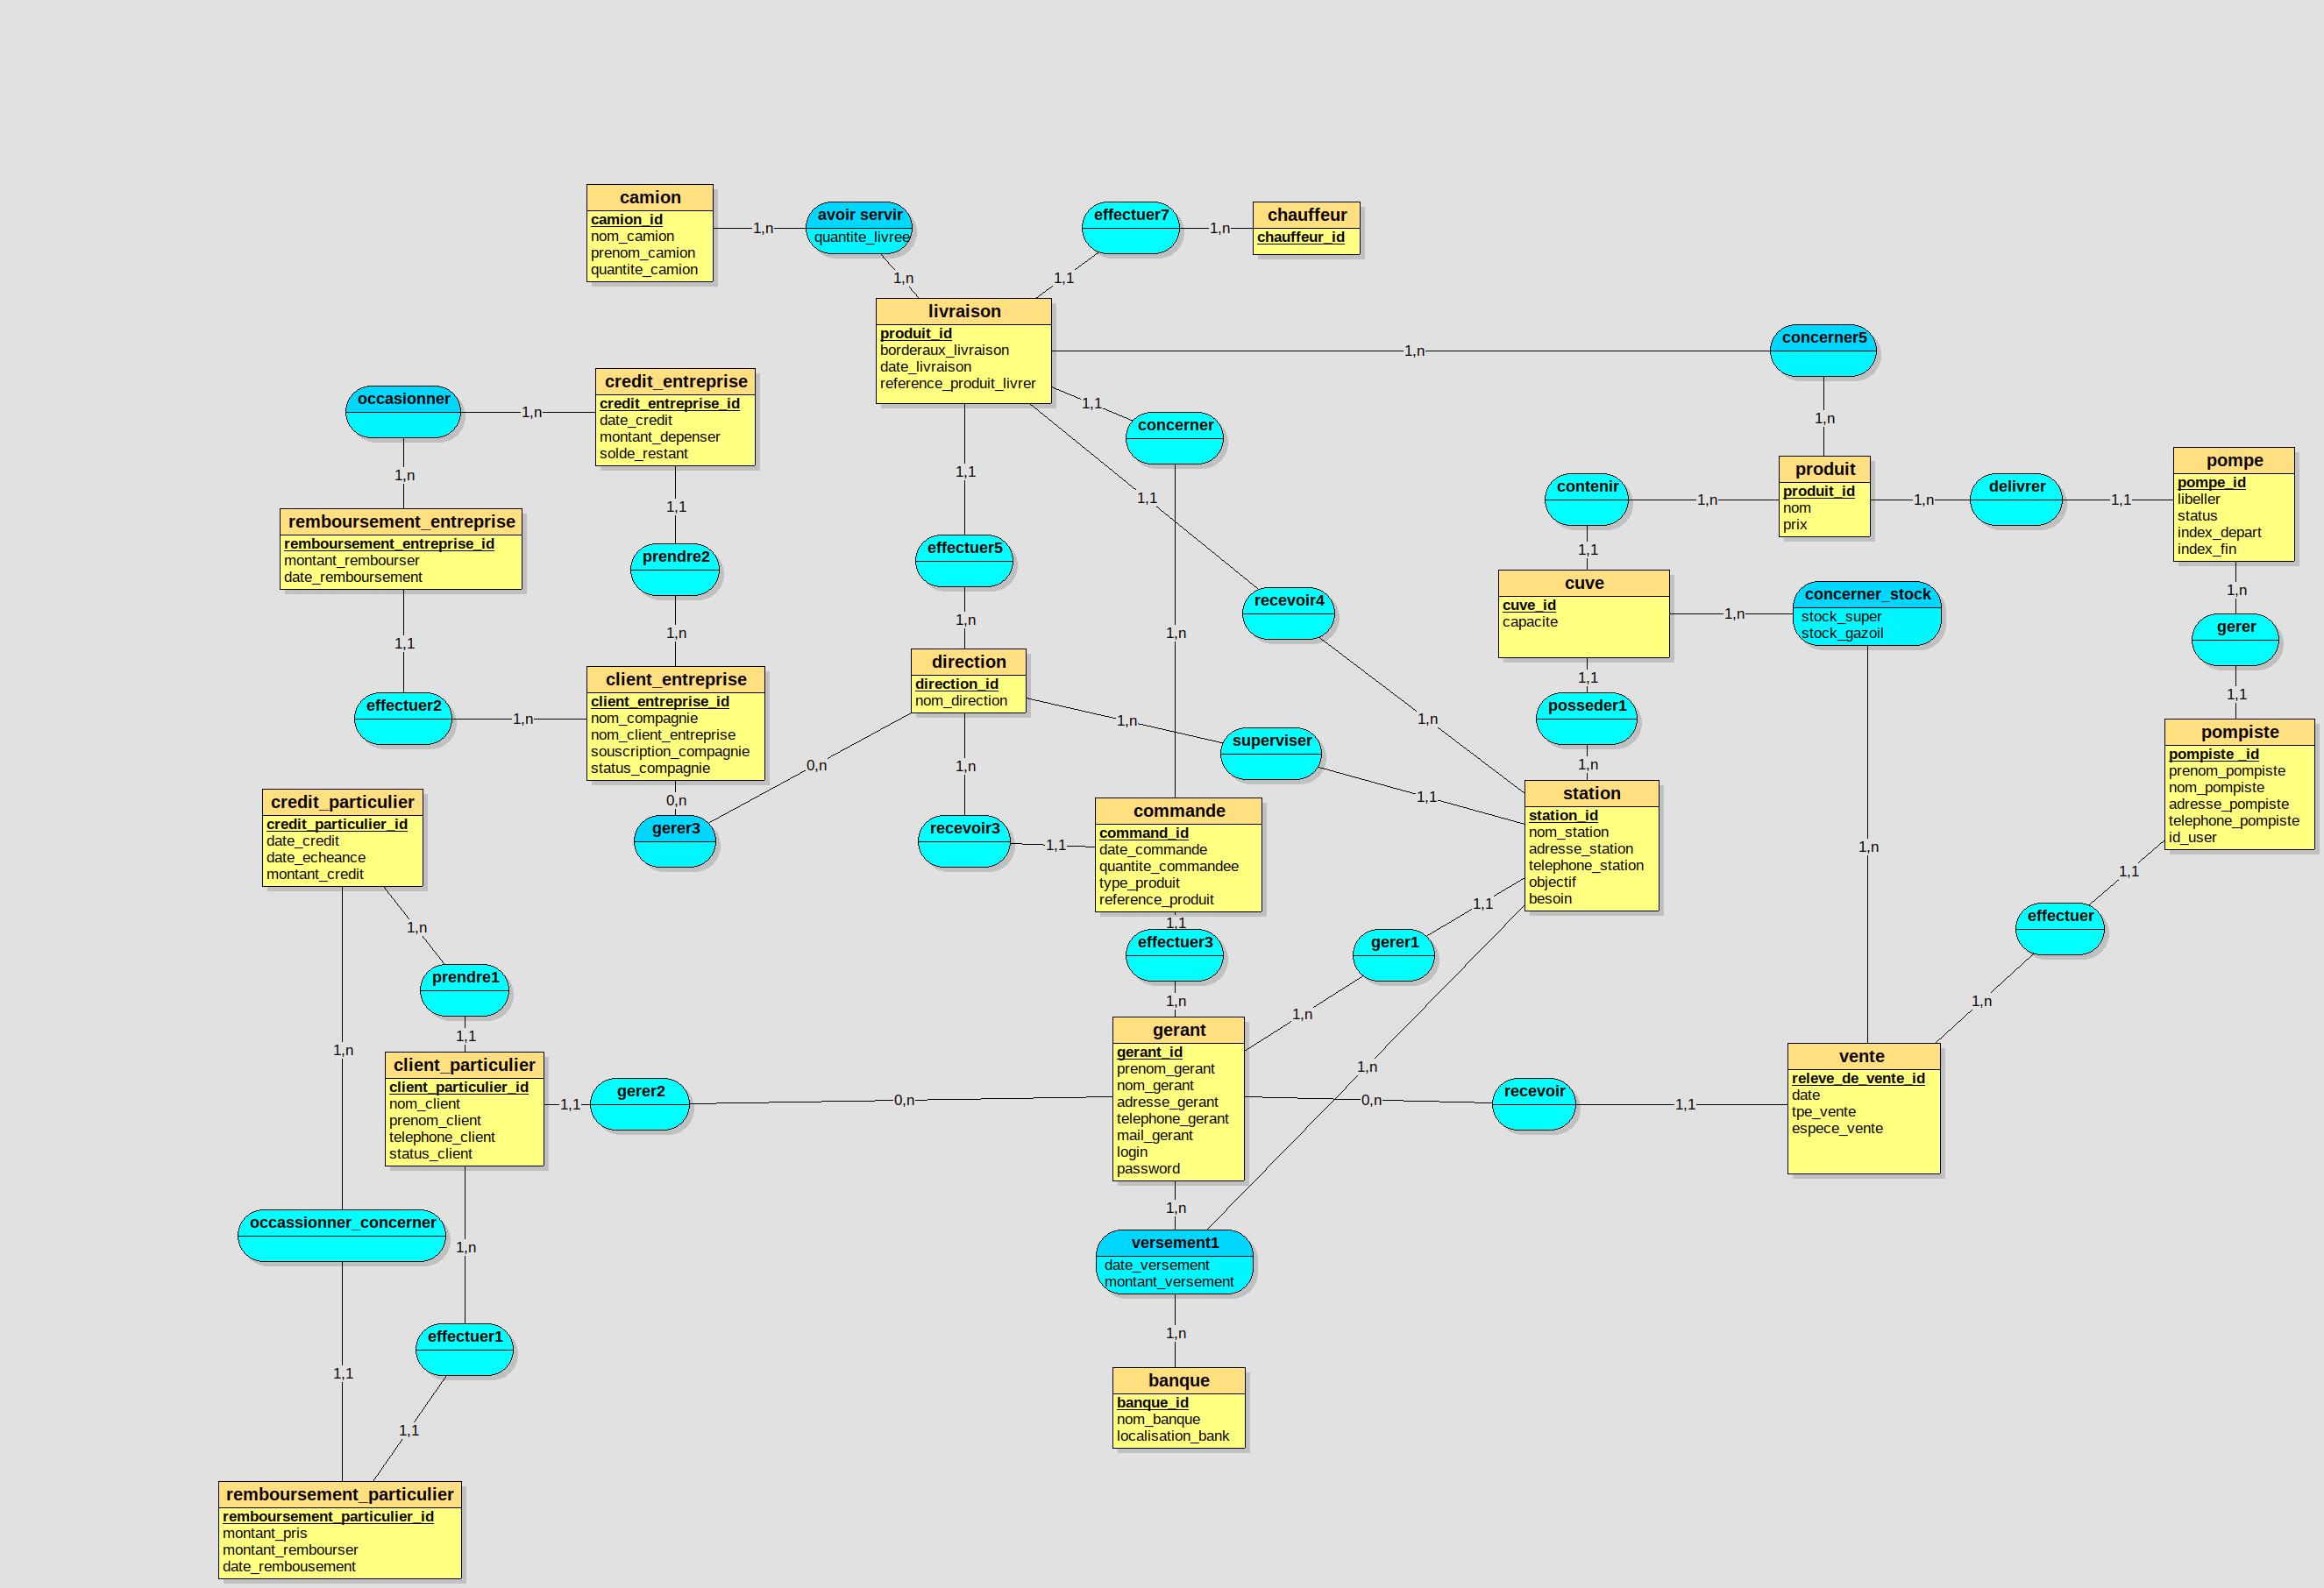 camion
camion_id
nom_camion
prenom_camion
quantite_camion
1,n
avoir servir
quantite_livree
1,n
effectuer7
1,n
chauffeur
chauffeur_id
1,1
livraison
produit_id
borderaux_livraison
date_livraison
reference_produit_livrer
1,n
concerner5
1,n
1,1
concerner
occasionner
1,n
credit_entreprise
credit_entreprise_id
date_credit
montant_depenser
solde_restant
1,n
1,1
1,1
1,1
1,n
remboursement_entreprise
remboursement_entreprise_id
montant_rembourser
date_remboursement
prendre2
effectuer5
contenir
1,n
produit
produit_id
nom
prix
1,n
delivrer
1,1
pompe
pompe_id
libeller
status
index_depart
index_fin
1,1
cuve
cuve_id
capacite
1,n
concerner_stock
stock_super
stock_gazoil
1,n
gerer
1,1
recevoir4
1,1
1,n
1,n
effectuer2
1,n
client_entreprise
client_entreprise_id
nom_compagnie
nom_client_entreprise
souscription_compagnie
status_compagnie
direction
direction_id
nom_direction
1,n
superviser
1,n
1,1
posseder1
1,n
pompiste
pompiste _id
prenom_pompiste
nom_pompiste
adresse_pompiste
telephone_pompiste
id_user
0,n
0,n
gerer3
1,n
recevoir3
1,1
commande
command_id
date_commande
quantite_commandee
type_produit
reference_produit
1,1
station
station_id
nom_station
adresse_station
telephone_station
objectif
besoin
1,n
1,1
credit_particulier
credit_particulier_id
date_credit
date_echeance
montant_credit
1,n
prendre1
1,1
1,1
effectuer3
1,n
gerer1
1,1
1,n
effectuer
1,n
1,n
client_particulier
client_particulier_id
nom_client
prenom_client
telephone_client
status_client
1,1
gerer2
0,n
gerant
gerant_id
prenom_gerant
nom_gerant
adresse_gerant
telephone_gerant
mail_gerant
login
password
1,n
0,n
recevoir
1,1
vente
releve_de_vente_id
date
tpe_vente
espece_vente
occassionner_concerner
1,n
1,n
versement1
date_versement
montant_versement
1,n
effectuer1
1,1
1,1
banque
banque_id
nom_banque
localisation_bank
remboursement_particulier
remboursement_particulier_id
montant_pris
montant_rembourser
date_rembousement